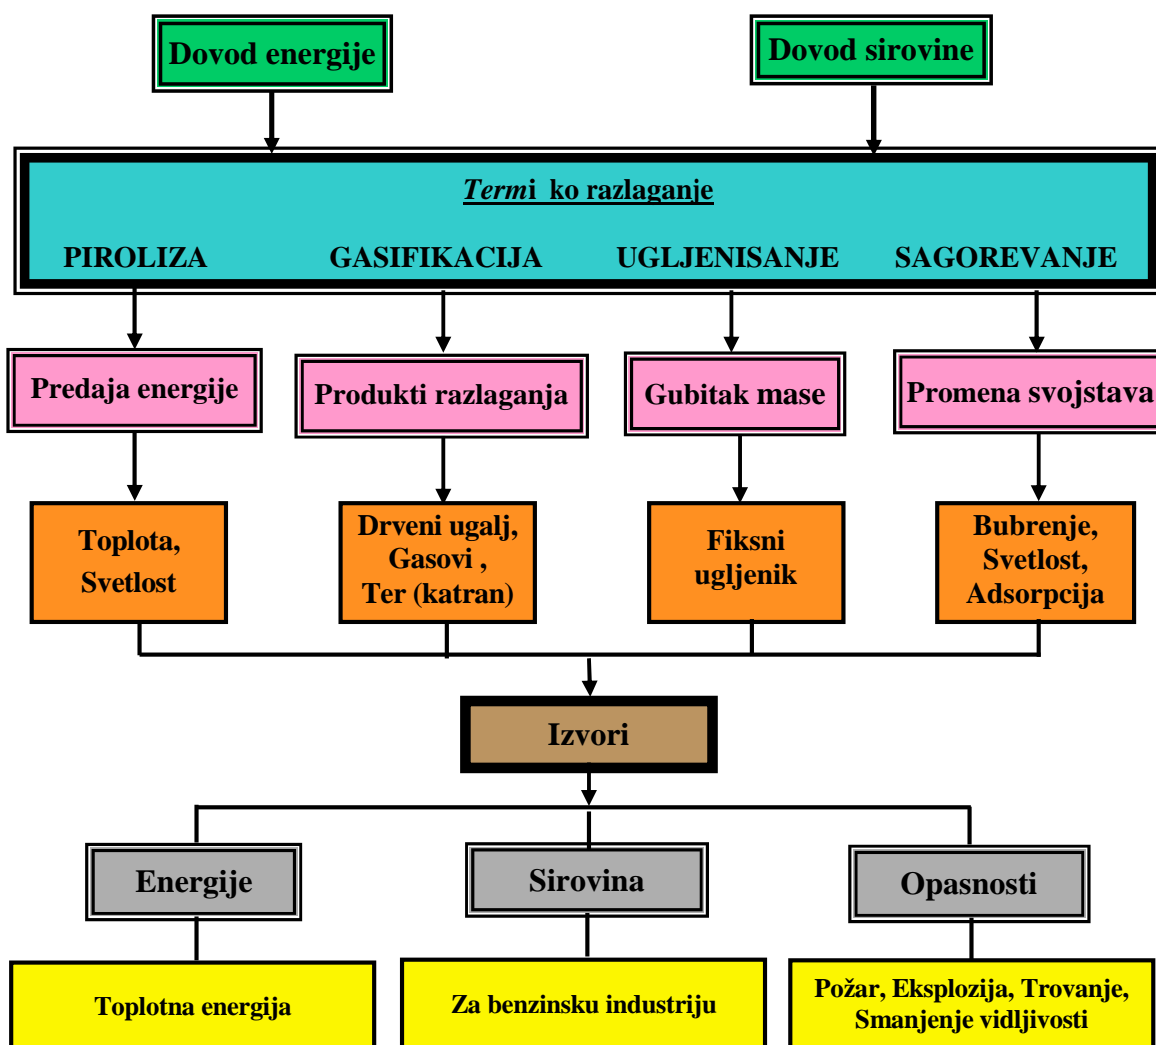 Dovod energije
Dovod sirovine
Termi ko razlaganje
PIROLIZA
GASIFIKACIJA
UGLJENISANJE
SAGOREVANJE
Predaja energije
Produkti razlaganja
Gubitak mase
Promena svojstava
Toplota,
Svetlost
Drveni ugalj,
Gasovi ,
Ter (katran)
Fiksni
ugljenik
Bubrenje,
Svetlost,
Adsorpcija
Izvori
Energije
Sirovina
Opasnosti
Toplotna energija
Za benzinsku industriju
Požar, Eksplozija, Trovanje,
Smanjenje vidljivosti